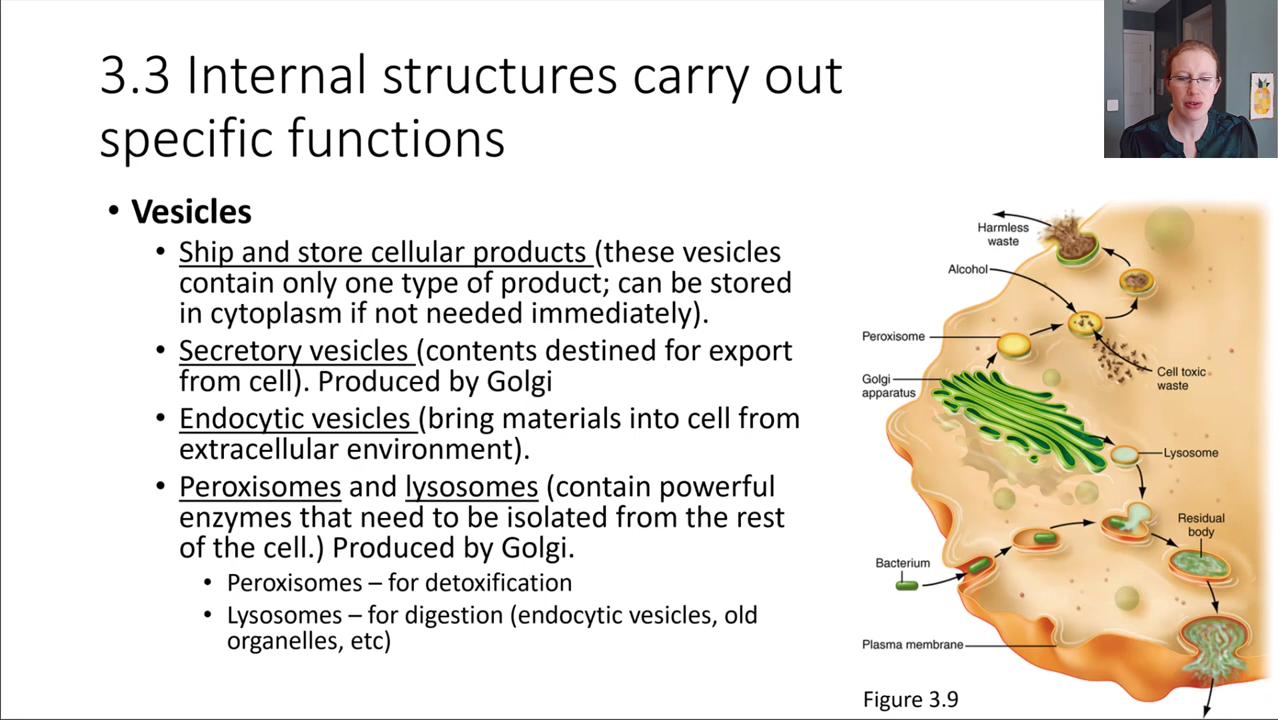 3.3 Internal structures carry out
specific functions
• Vesicles
• Ship and store cellular products (these vesicles
contain only one type of product; can be stored
in cytoplasm if not needed immediately).
• Secretory vesicles (contents destined for export
from cell). Produced by Golgi
• Endocytic vesicles (bring materials into cell from
extracellular environment).
• Peroxisomes and lysosomes (contain powerful
enzymes that need to be isolated from the rest
of the cell.) Produced by Golgi.
• Peroxisomes – for detoxification
• Lysosomes – for digestion (endocytic vesicles, old
organelles, etc)
Harmless
waste
Alcohol
Peroxisome
Cell toxic
waste
Golgi
apparatus
Lysosome
Residual
body
Bacterium
Plasma membrane
Figure 3.9